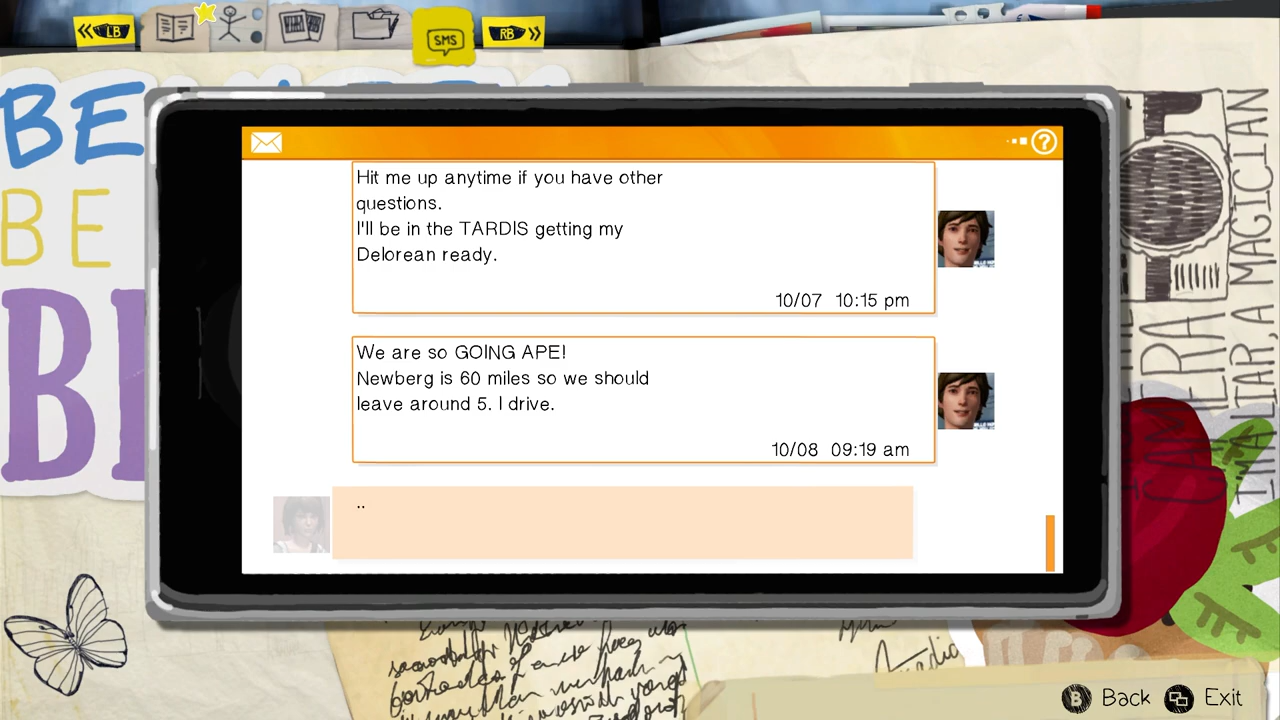 LB
SMS
RB
BE
BE
Hit me up anytime if you have other
questions.
I'll be in the TARDIS getting my
Delorean ready.
10/07 10:15 pm
We are so GOING APE!
Newberg is 60 miles so we should
leave around 5. I drive.
10/08 09:19 am
..
I'M A LIAR, A MAGICIAN
B Back
Exit